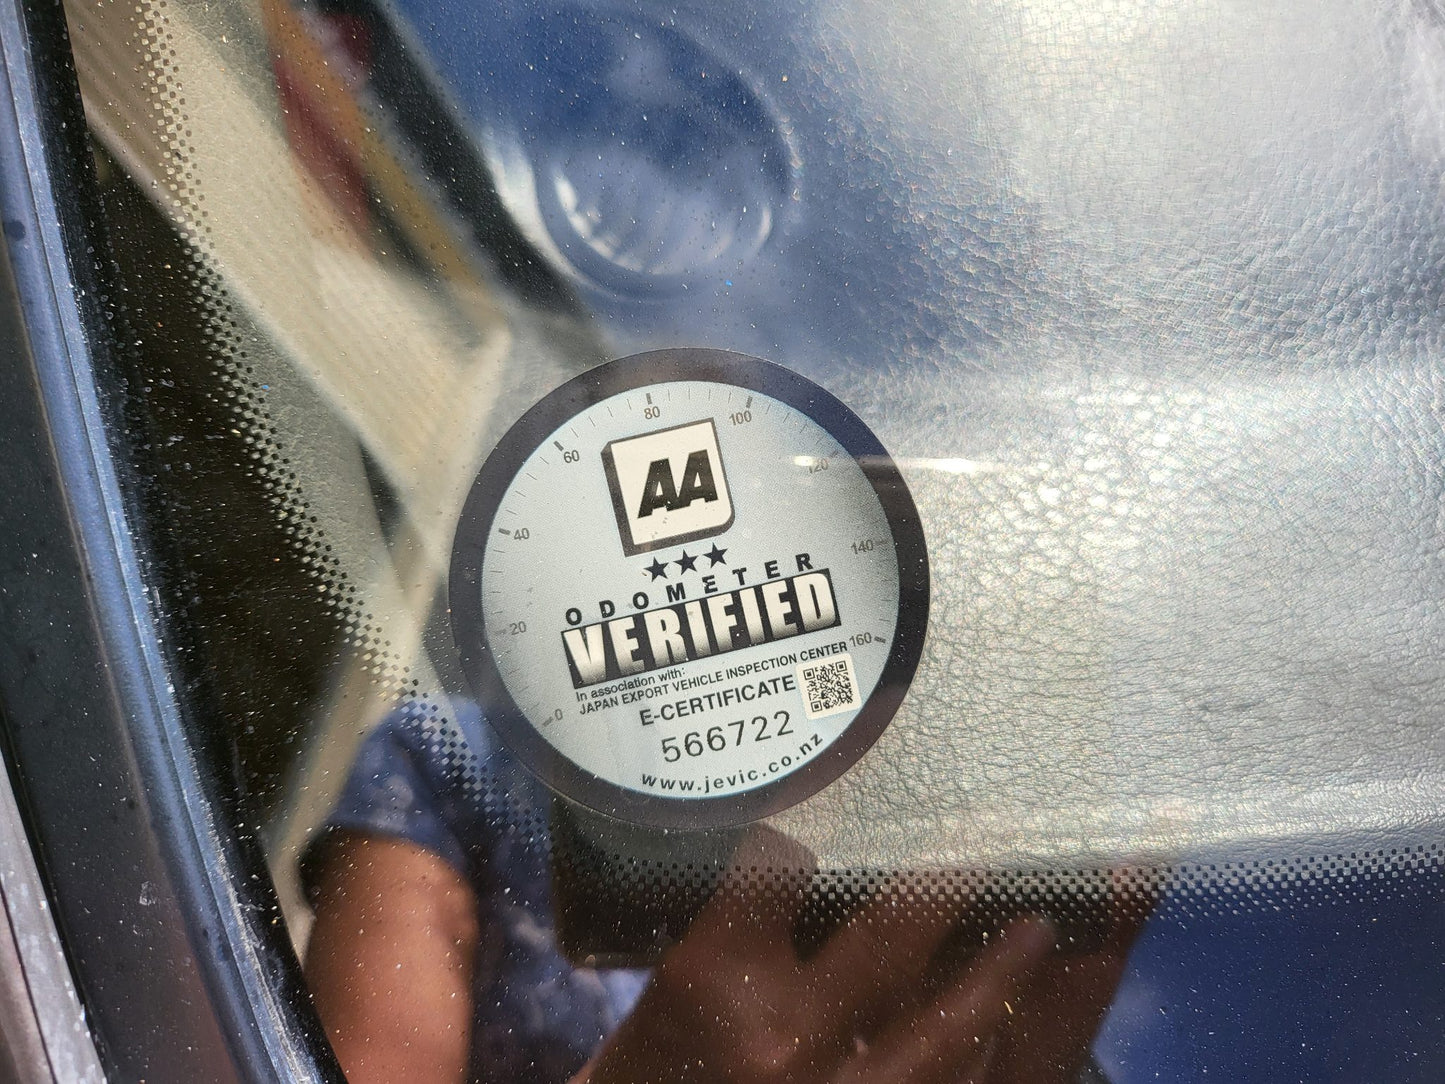 0
20
40
60
80
100
120
140
160
AA
ODOMETER
VERIFIED
In association with:
JAPAN EXPORT VEHICLE INSPECTION CENTER
E-CERTIFICATE
566722
www.jevic.co.nz